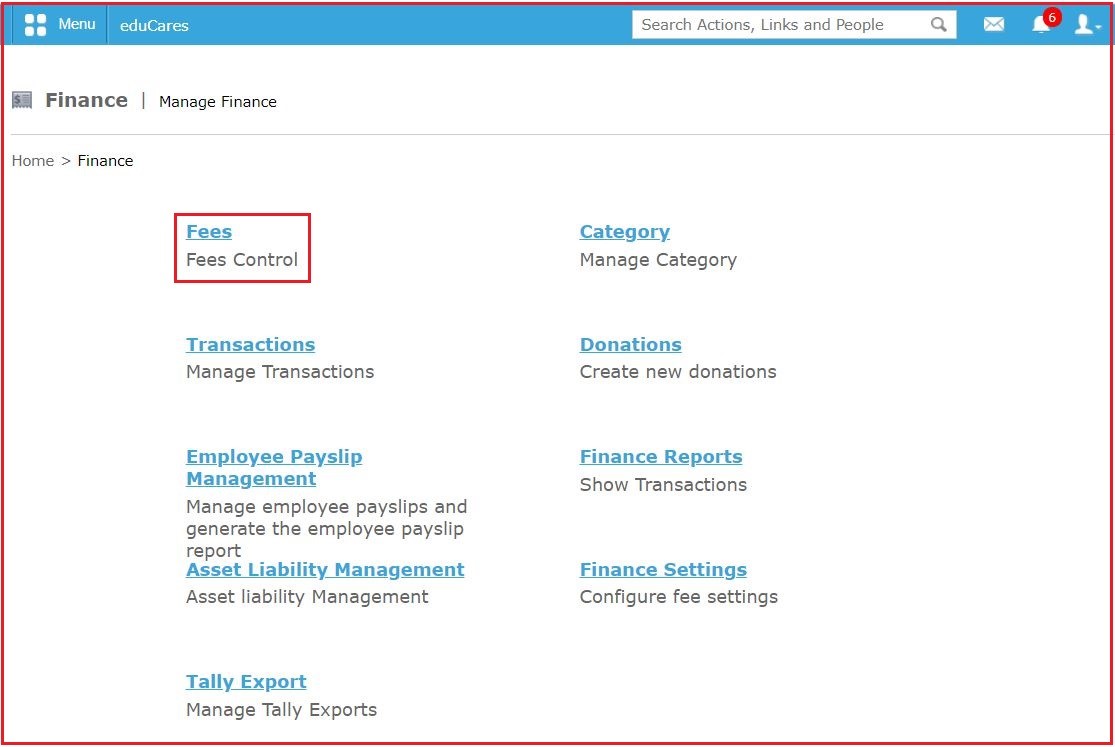 Menu
eduCares
Search Actions, Links and People
6
Finance | Manage Finance
Home > Finance
Fees
Fees Control
Category
Manage Category
Transactions
Manage Transactions
Donations
Create new donations
Employee Payslip
Management
Manage employee payslips and
generate the employee payslip
report
Finance Reports
Show Transactions
Asset Liability Management
Asset liability Management
Finance Settings
Configure fee settings
Tally Export
Manage Tally Exports